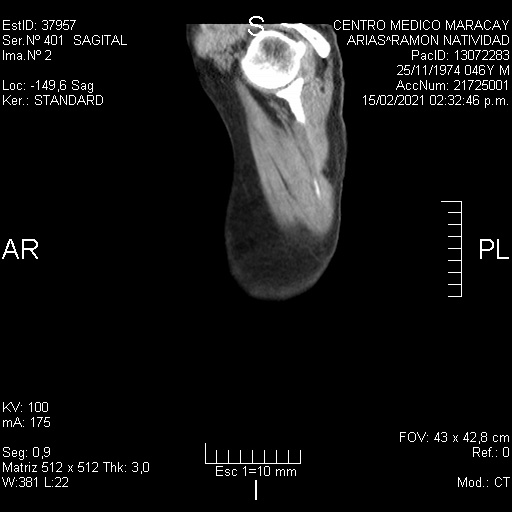 EstID: 37957
Ser.Nº 401 SAGITAL
Ima.Nº 2
Loc: -149,6 Sag
Ker.: STANDARD
S
CENTRO MEDICO MARACAY
ARIAS^RAMON NATIVIDAD
PacID: 13072283
25/11/1974 046Y M
AccNum: 21725001
15/02/2021 02:32:46 p.m.
AR
PL
KV: 100
mA: 175
Seg: 0,9
Matriz 512 x 512 Thk: 3,0
W:381 L:22
Esc 1=10 mm
I
FOV: 43 x 42,8 cm
Ref.: 0
Mod.: CT